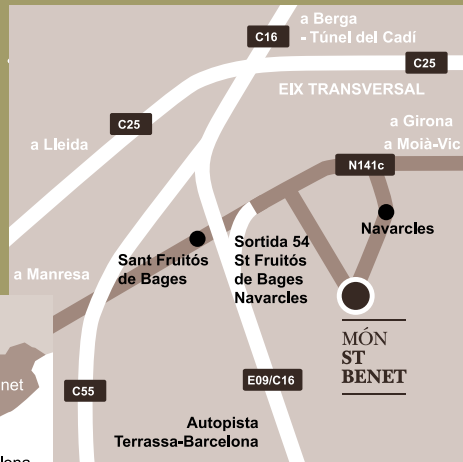 a Berga
- Túnel del Cadí
C16
C25
EIX TRANSVERSAL
C25
a Girona
a Lleida
a Moià-Vic
N141c
Navarcles
Sant Fruitós
de Bages
Sortida 54
St Fruitós
de Bages
Navarcles
a Manresa
MÓN
ST
BENET
E09/C16
C55
Autopista
Terrassa-Barcelona